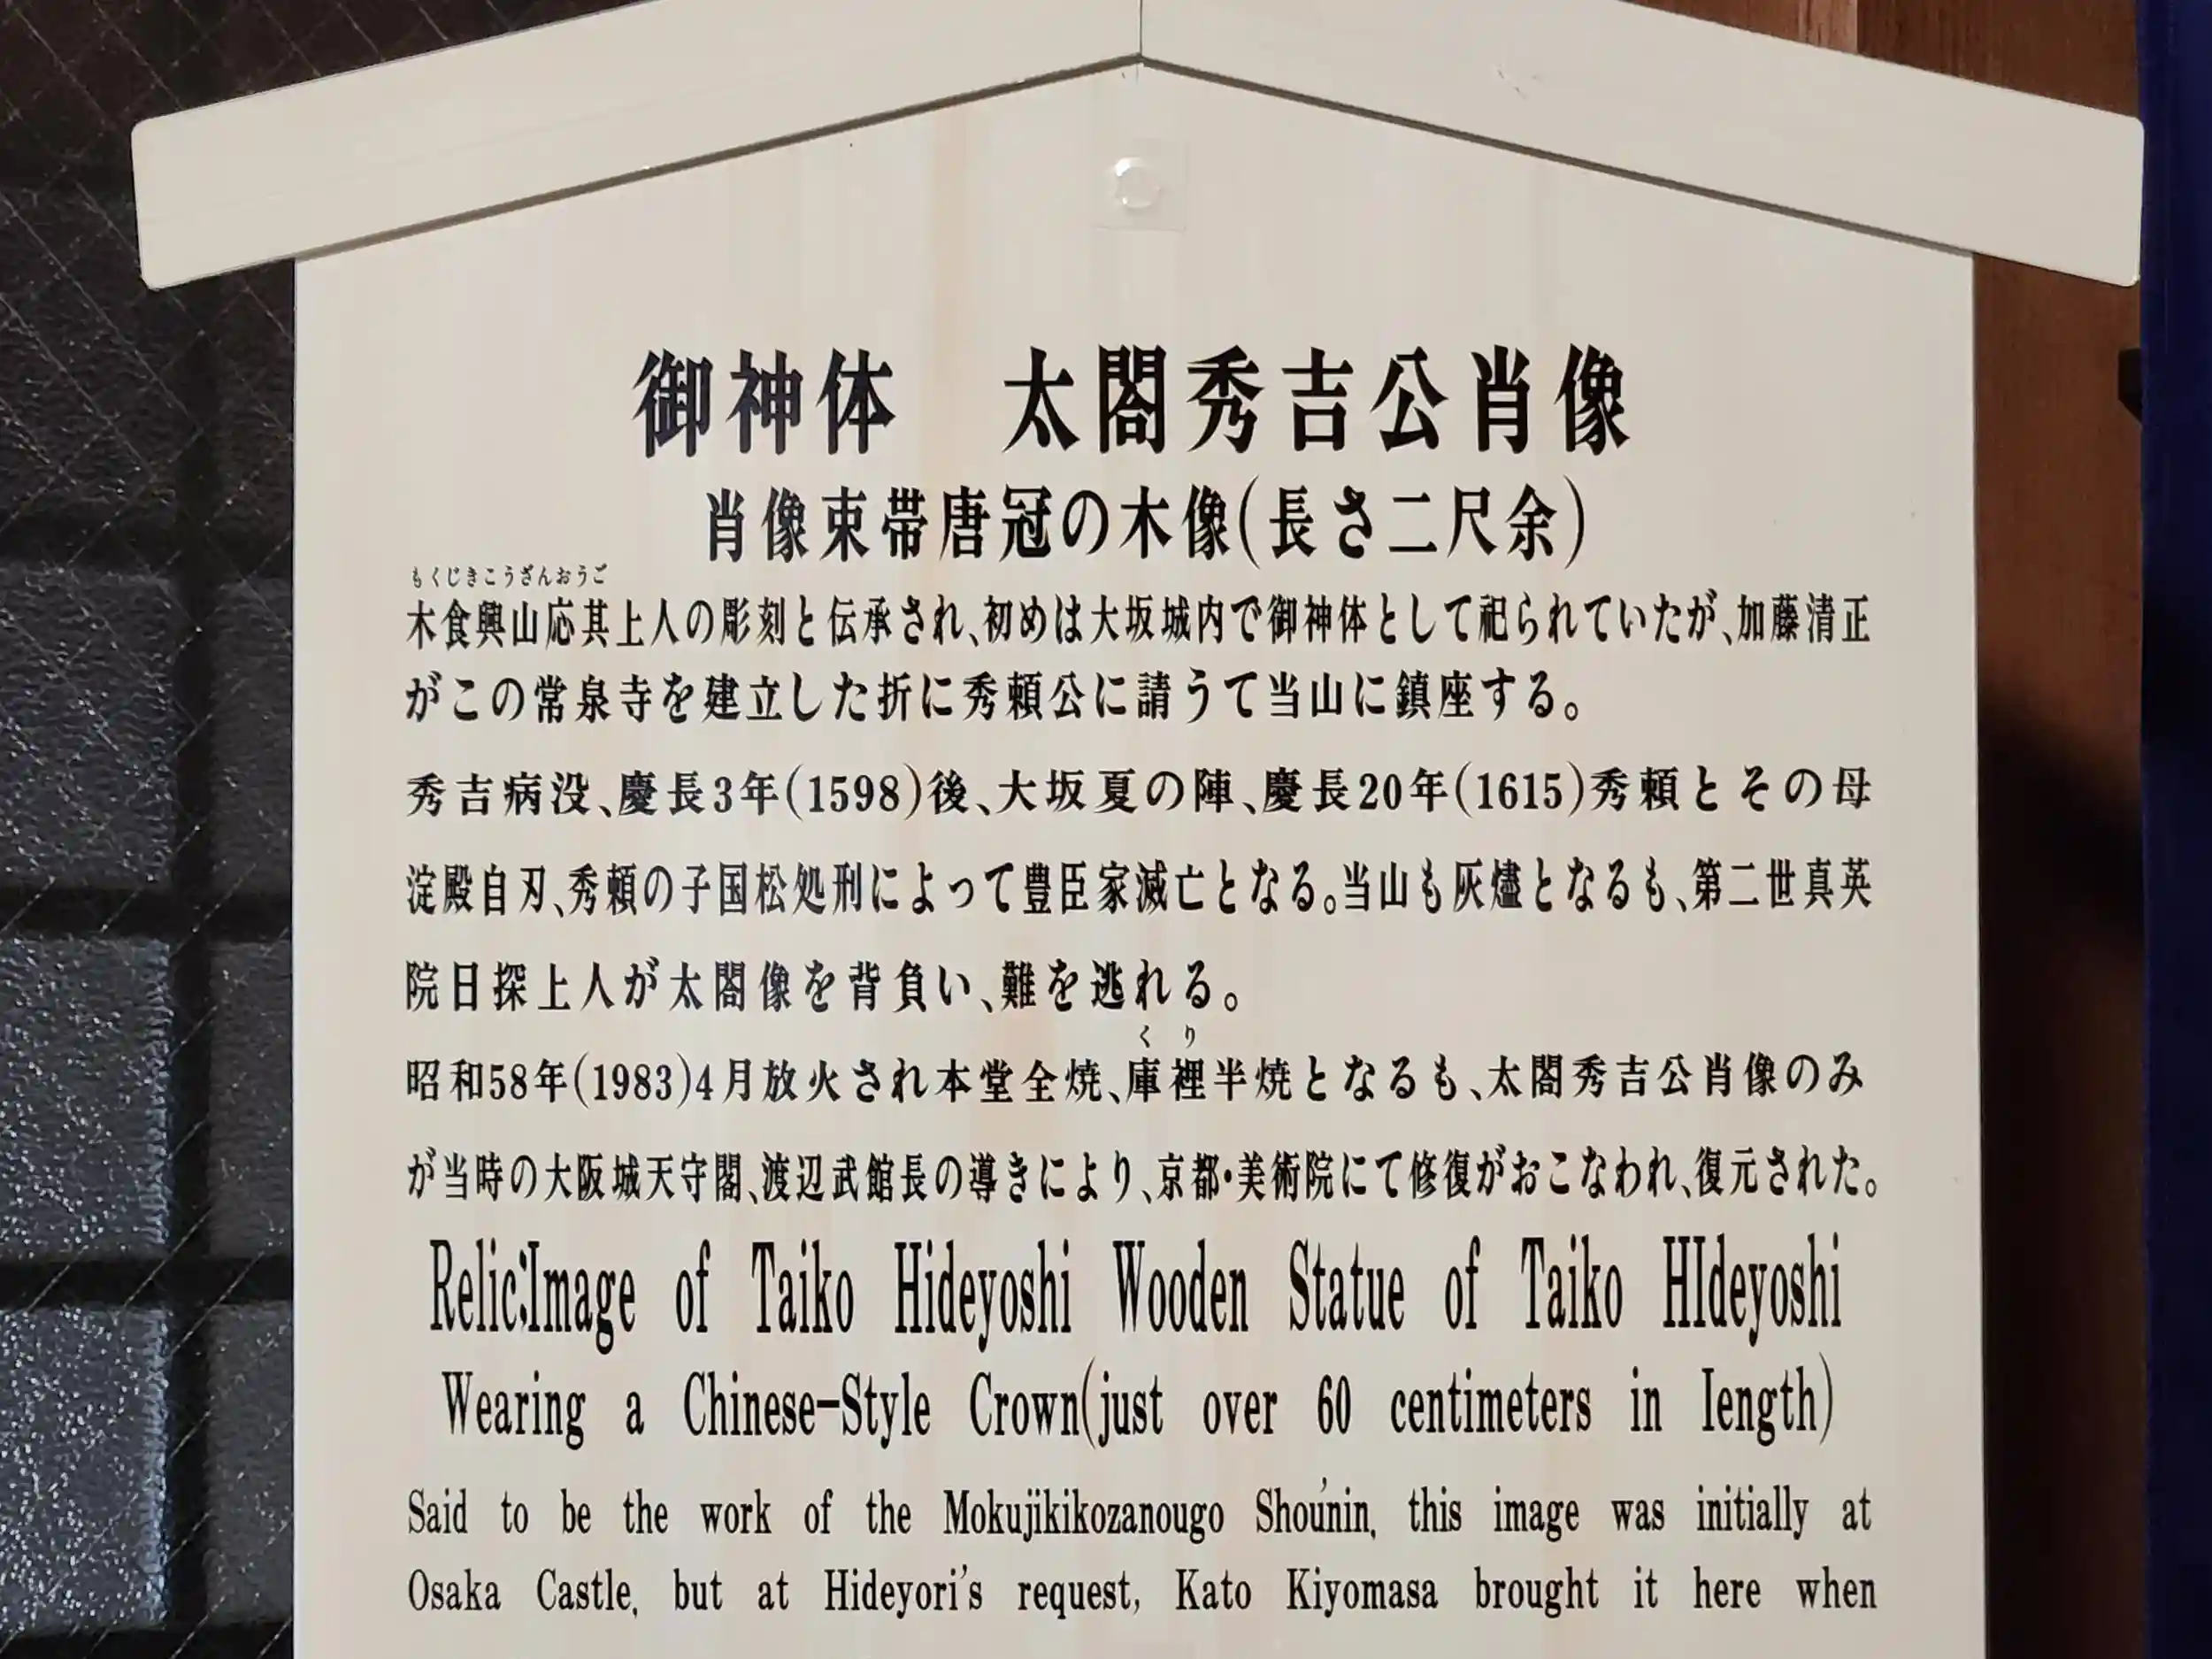 御神体　太閤秀吉公肖像
肖像束帯唐冠の木像(長さ二尺余)
もくじきこうざんおうご
木食興山応其上人の彫刻と伝承され、初めは大坂城内で御神体として祀られていたが、加藤清正
がこの常泉寺を建立した折に秀頼公に請うて当山に鎮座する。
秀吉病没、慶長3年(1598)後、大坂夏の陣、慶長20年(1615)秀頼とその母
淀殿自刃、秀頼の子国松処刑によって豊臣家滅亡となる。当山も灰燼となるも、第二世真英
院日探上人が太閤像を背負い、難を逃れる。
くり
昭和58年(1983)4月放火され本堂全焼、庫裡半焼となるも、太閤秀吉公肖像のみ
が当時の大阪城天守閣、渡辺武館長の導きにより、京都・美術院にて修復がおこなわれ、復元された。
Relic:Image of Taiko Hideyoshi Wooden Statue of Taiko HIdeyoshi
Wearing a Chinese-Style Crown(just over 60 centimeters in Iength)
Said to be the work of the Mokujikikozanougo Shou'nin, this image was initially at
Osaka Castle, but at Hideyori's request, Kato Kiyomasa brought it here when